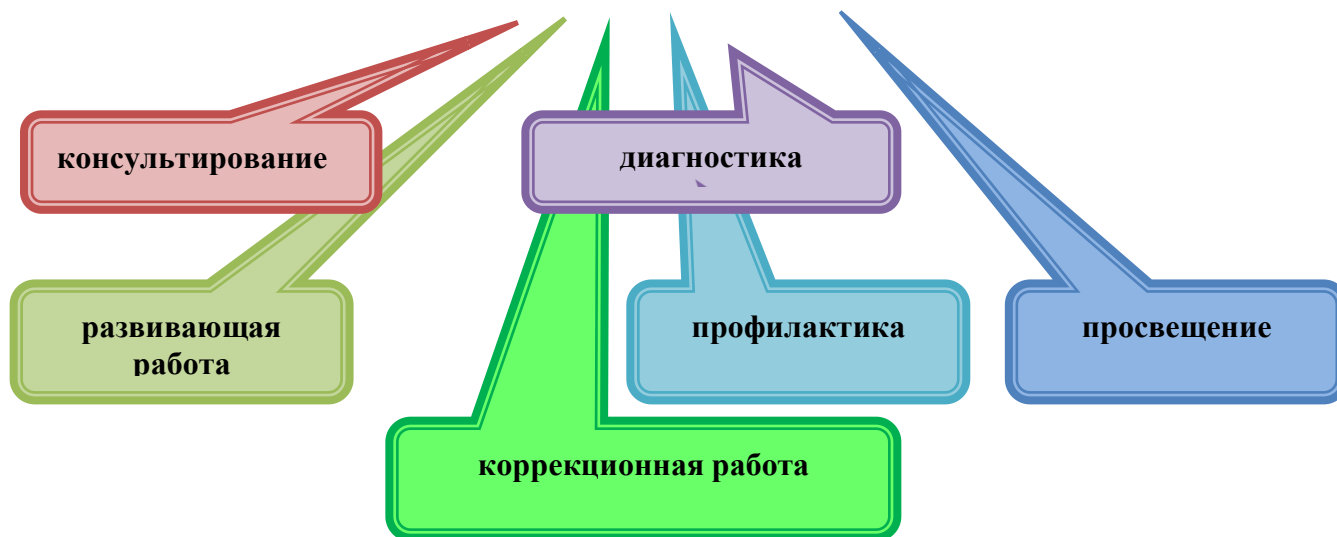 консультирование
диагностика
развивающая
работа
профилактика
просвещение
коррекционная работа